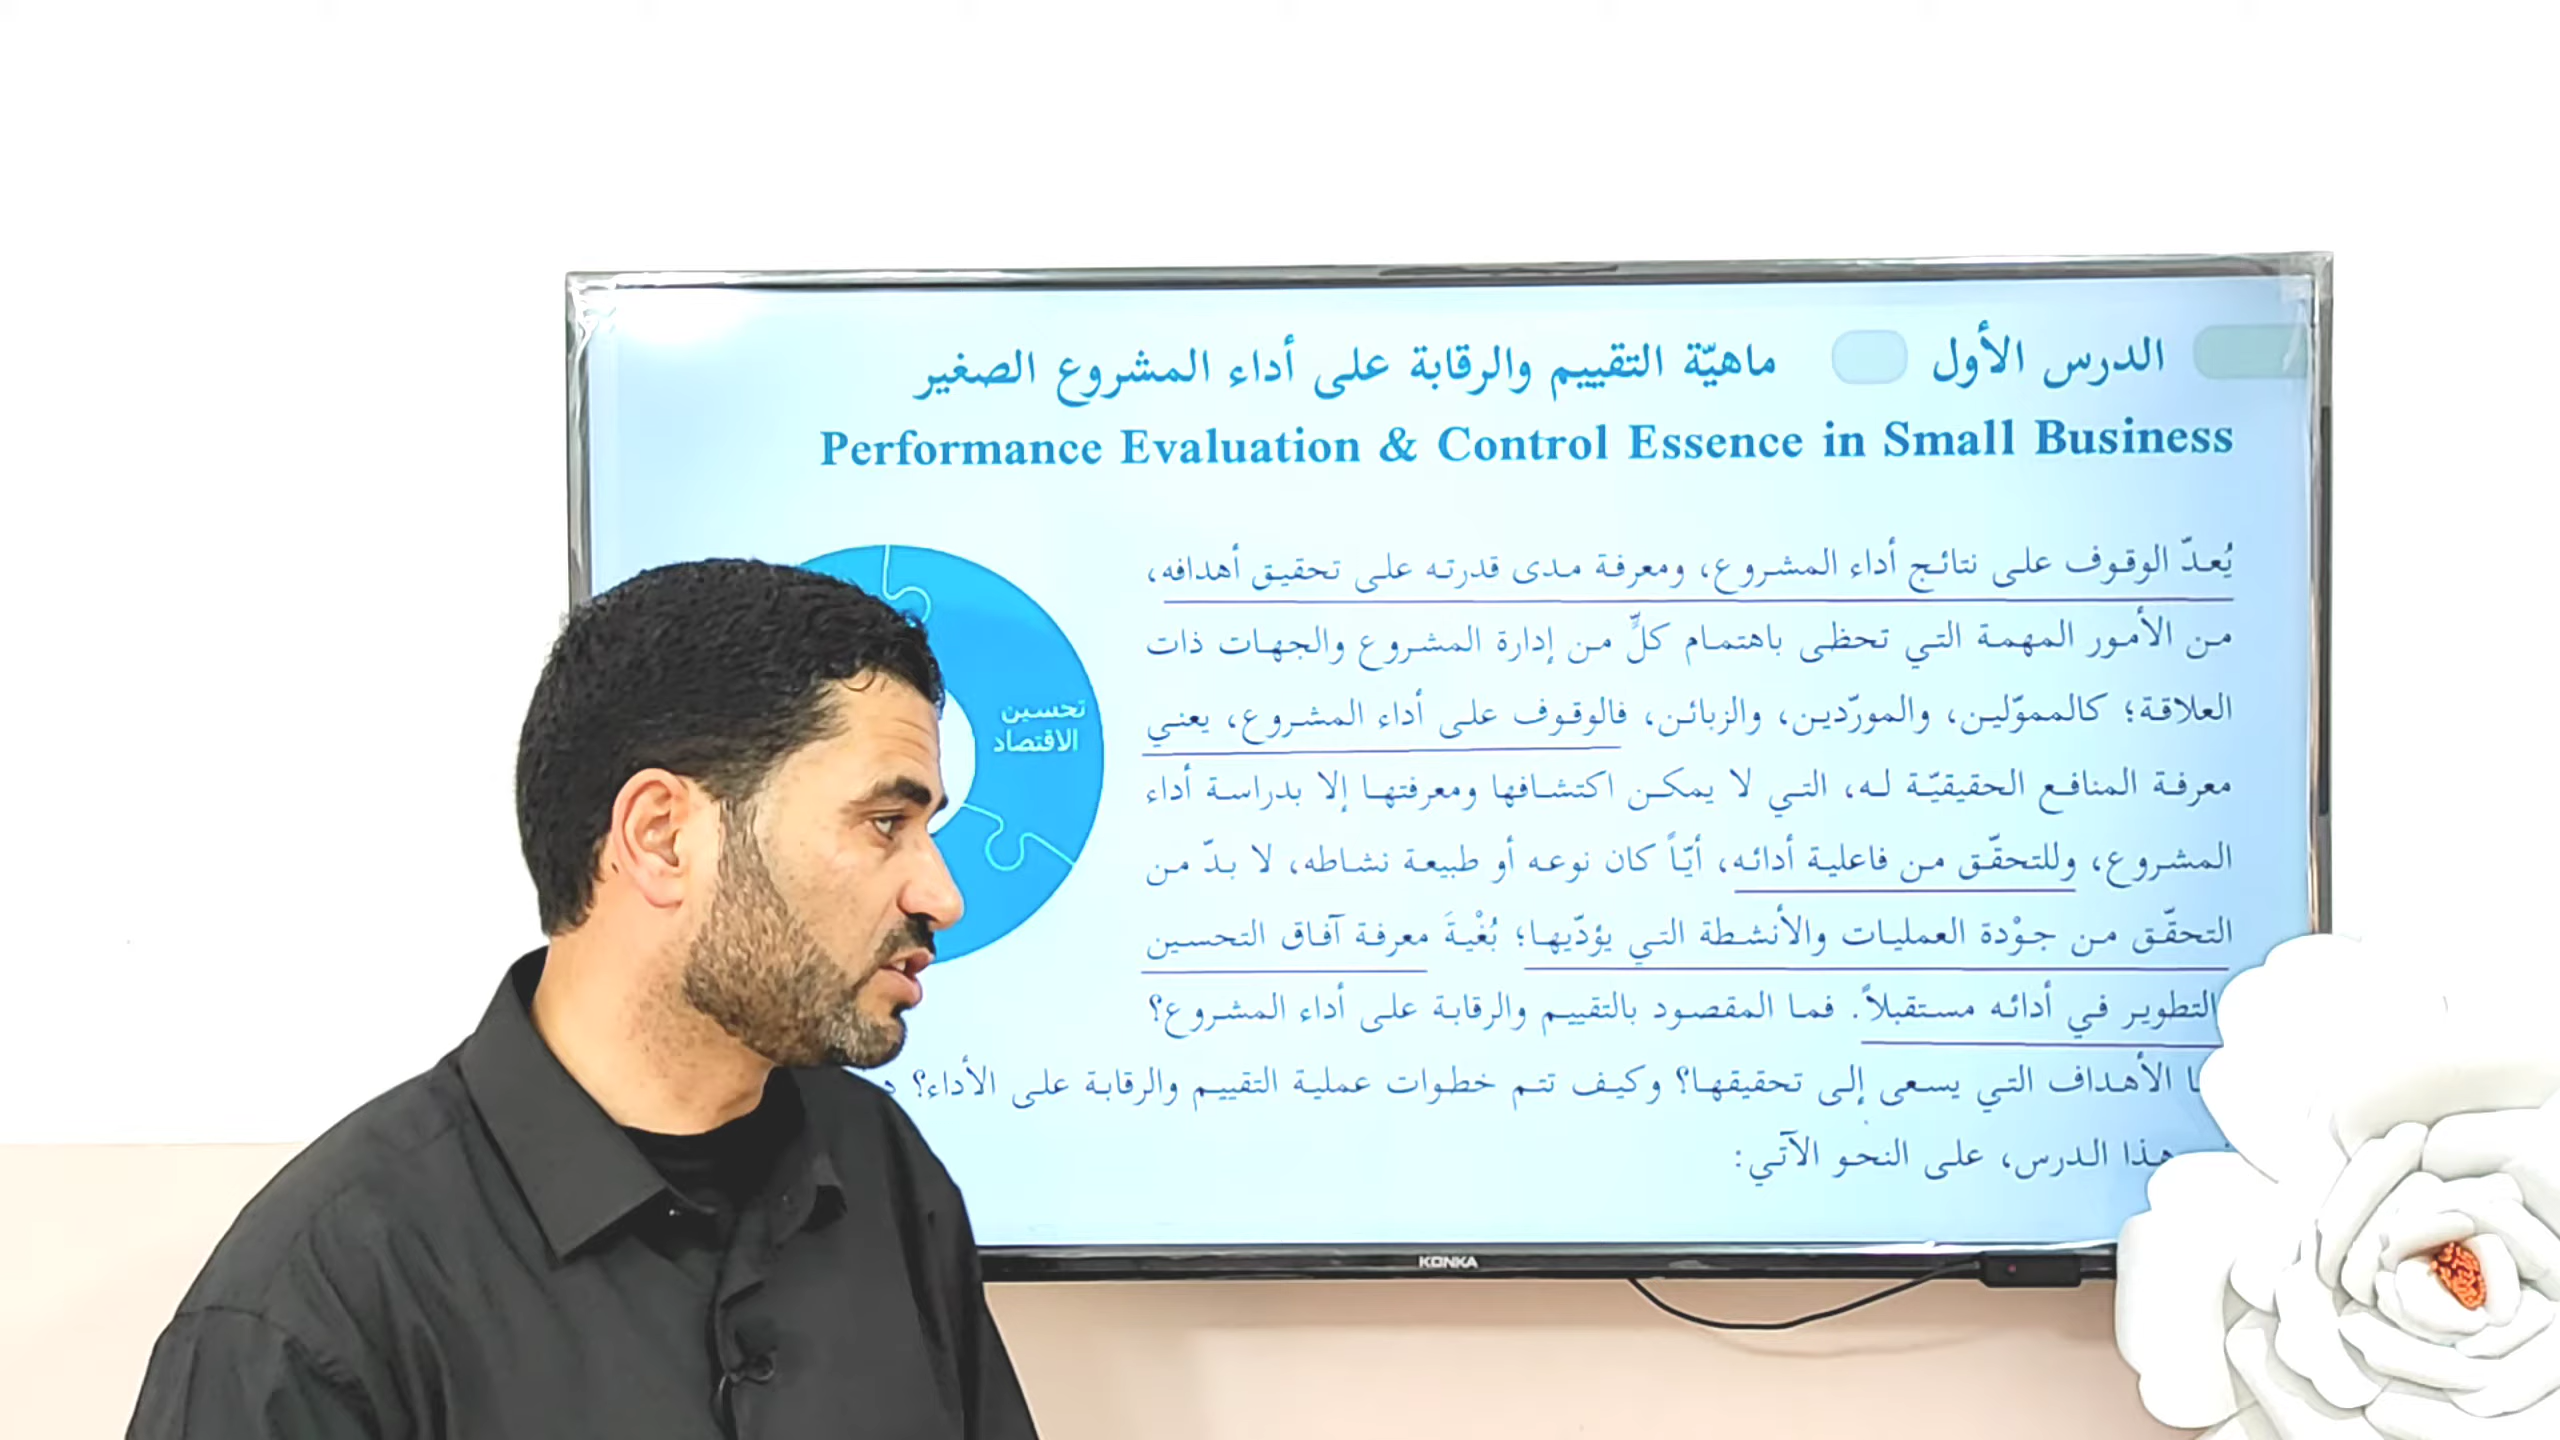 الدرس الأول ماهيّة التقييم والرقابة على أداء المشروع الصغير
Performance Evaluation & Control Essence in Small Business
يُعدّ الوقوف على نتائج أداء المشروع، ومعرفة مدى قدرته على تحقيق أهدافه،
من الأمور المهمة التي تحظى باهتمام كلٍّ من إدارة المشروع والجهات ذات
العلاقة؛ كالمموّلين، والمورّدين، والزبائن، فالوقوف على أداء المشروع، يعني
معرفة المنافع الحقيقيّة له، التي لا يمكن اكتشافها ومعرفتها إلا بدراسة أداء
المشروع، وللتحقّق من فاعلية أدائه، أيّاً كان نوعه أو طبيعة نشاطه، لا بدّ من
التحقّق من جوْدة العمليات والأنشطة التي يؤدّيها؛ بُغْيةَ معرفة آفاق التحسين
التطوير في أدائه مستقبلاً. فما المقصود بالتقييم والرقابة على أداء المشروع؟
الأهداف التي يسعى إلى تحقيقها؟ وكيف تتم خطوات عملية التقييم والرقابة على الأداء؟
هذا الدرس، على النحو الآتي:
تحسين
الاقتصاد
KONKA